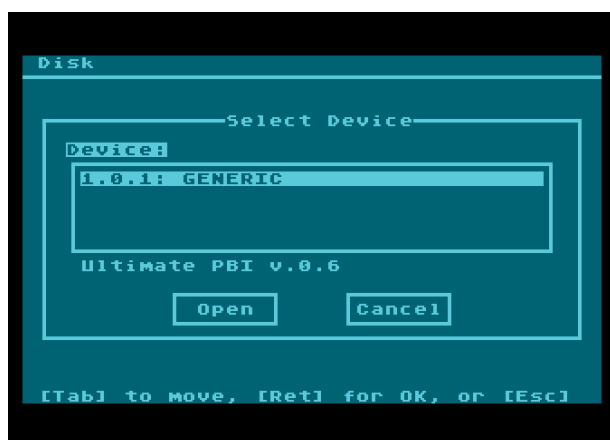 Disk
Select Device
Device:
1.0.1: GENERIC
Ultimate PBI v.0.6
Open Cancel
[Tab] to move, [Ret] for OK, or [Esc]